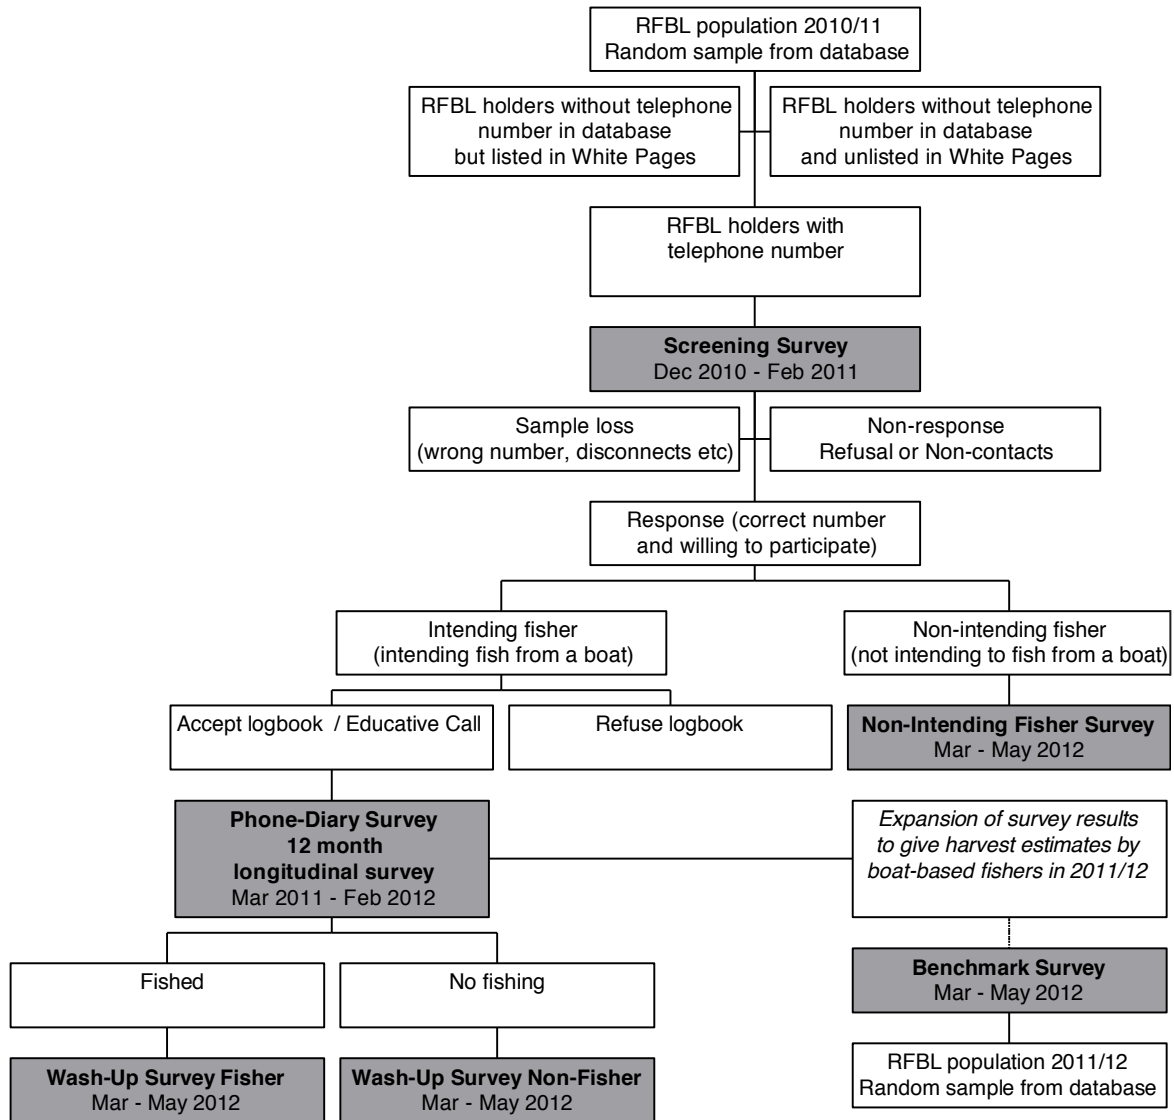 RFBL population 2010/11
Random sample from database
RFBL holders without telephone
number in database
but listed in White Pages
RFBL holders without telephone
number in database
and unlisted in White Pages
RFBL holders with
telephone number
Screening Survey
Dec 2010 - Feb 2011
Sample loss
(wrong number, disconnects etc)
Non-response
Refusal or Non-contacts
Response (correct number
and willing to participate)
Intending fisher
(intending fish from a boat)
Non-intending fisher
(not intending to fish from a boat)
Accept logbook / Educative Call
Refuse logbook
Non-Intending Fisher Survey
Mar - May 2012
Phone-Diary Survey
12 month
longitudinal survey
Mar 2011 - Feb 2012
Expansion of survey results
to give harvest estimates by
boat-based fishers in 2011/12
Fished
No fishing
Benchmark Survey
Mar - May 2012
Wash-Up Survey Fisher
Mar - May 2012
Wash-Up Survey Non-Fisher
Mar - May 2012
RFBL population 2011/12
Random sample from database